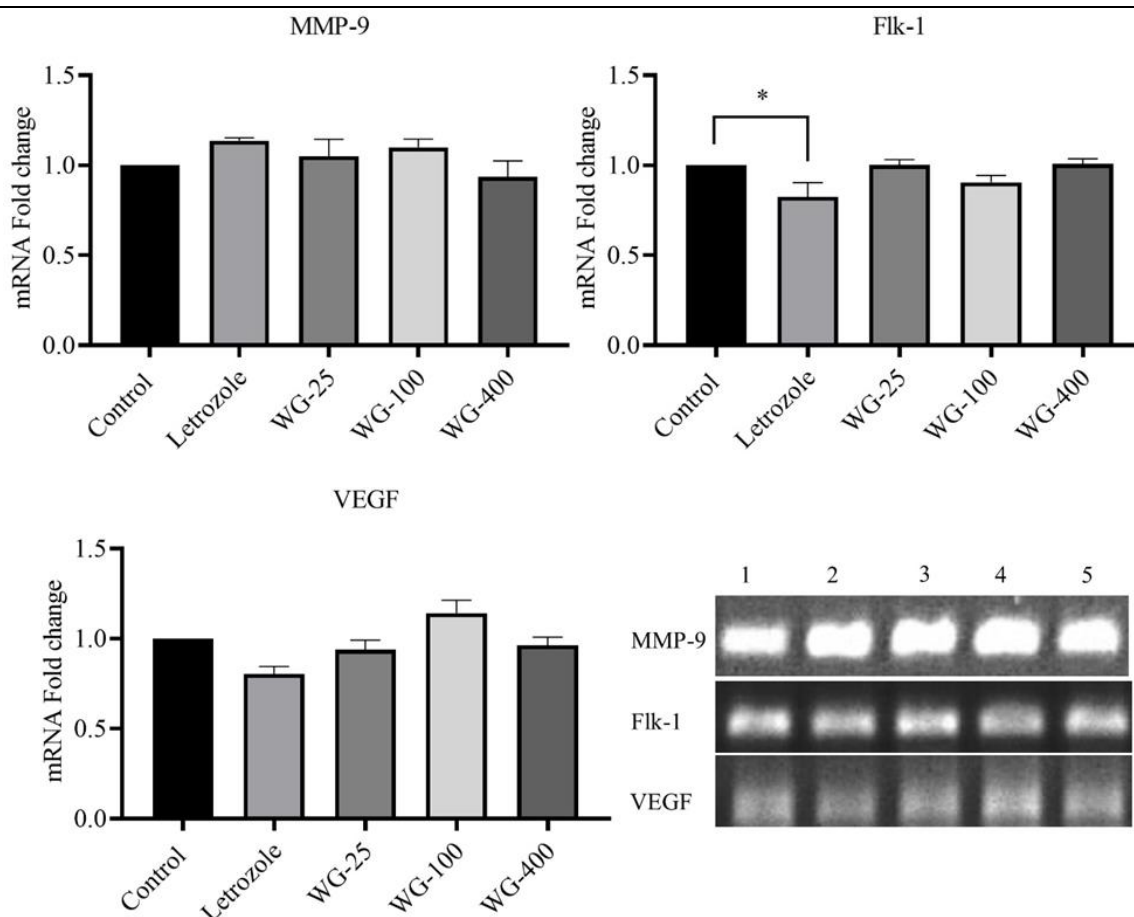 MMP-9
mRNA Fold change
1.5
1.0
0.5
0.0
Control
Letrozole
WG-25
WG-100
WG-400
Flk-1
mRNA Fold change
1.5
1.0
0.5
0.0
*
Control
Letrozole
WG-25
WG-100
WG-400
VEGF
mRNA Fold change
1.5
1.0
0.5
0.0
Control
Letrozole
WG-25
WG-100
WG-400
1 2 3 4 5
MMP-9
Flk-1
VEGF